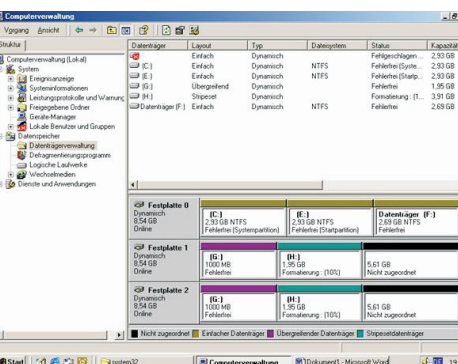 Computerverwaltung
Vorgang Ansicht
Struktur
Computerverwaltung (Lokal)
System
Ereignisanzeige
Systeminformationen
Leistungsprotokolle und Warnung
Freigegebene Ordner
Geräte-Manager
Lokale Benutzer und Gruppen
Datenspeicher
Datenträgerverwaltung
Defragmentierungsprogramm
Logische Laufwerke
Wechselmedien
Dienste und Anwendungen
Datenträger Layout Typ Dateisystem Status Kapazität
Einfach Dynamisch Fehlgeschlagen ... 2,93 GB
(C:) Einfach Dynamisch NTFS Fehlerfrei (Syste... 2,93 GB
(E:) Einfach Dynamisch NTFS Fehlerfrei (Startp... 2,93 GB
(G:) Übergreifend Dynamisch Fehlerfrei 1,95 GB
(H:) Stripeset Dynamisch Formatierung : (1... 3,91 GB
Datenträger (F:) Einfach Dynamisch NTFS Fehlerfrei 2,69 GB
Festplatte 0
Dynamisch
8,54 GB
Online
(C:)
2,93 GB NTFS
Fehlerfrei (Systempartition)
(E:)
2,93 GB NTFS
Fehlerfrei (Startpartition)
Datenträger (F:)
2,69 GB NTFS
Fehlerfrei
Festplatte 1
Dynamisch
8,54 GB
Online
(G:)
1000 MB
Fehlerfrei
(H:)
1,95 GB
Formatierung : (10%)
5,61 GB
Nicht zugeordnet
Festplatte 2
Dynamisch
8,54 GB
Online
(G:)
1000 MB
Fehlerfrei
(H:)
1,95 GB
Formatierung : (10%)
5,61 GB
Nicht zugeordnet
Nicht zugeordnet Einfacher Datenträger Übergreifender Datenträger Stripesetdatenträger
Start system32 Computerverwaltung Dokument1 - Microsoft Word